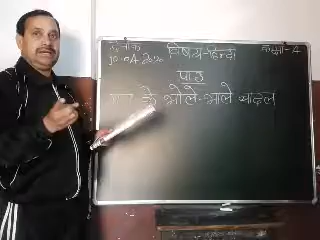 दिनांक विषय-हिन्दी कक्षा-4
पाठ
के भोले-भाले बादल